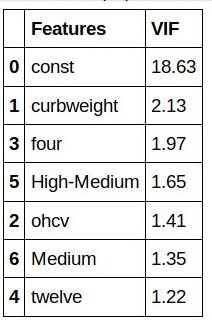 Features VIF
0 const 18.63
1 curbweight 2.13
3 four 1.97
5 High-Medium 1.65
2 ohcv 1.41
6 Medium 1.35
4 twelve 1.22